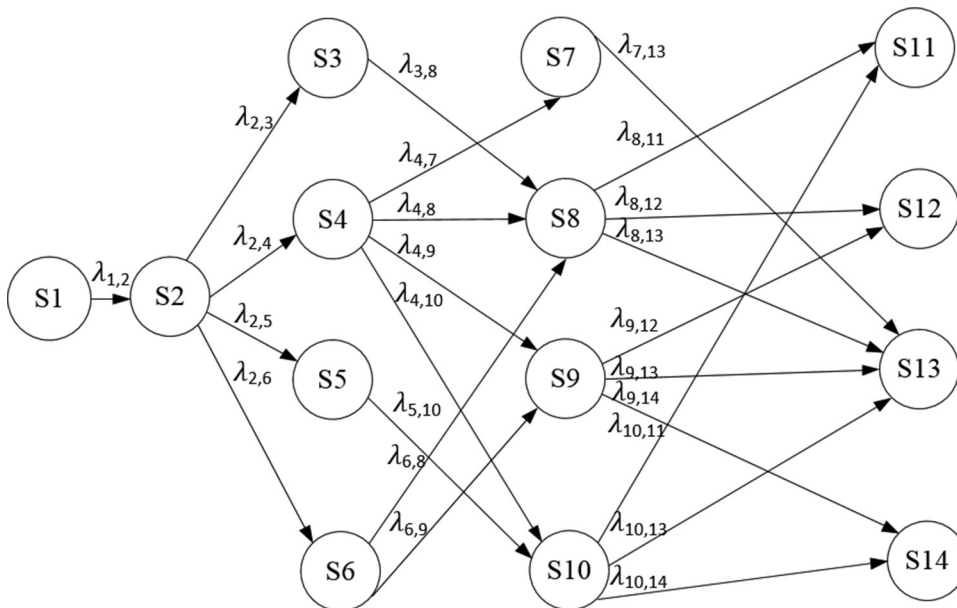 S3
S7
S11
λ3,8
λ7,13
λ2,3
λ4,7
λ8,11
S4
λ4,8
S8
λ8,12
S12
λ2,4
λ4,9
λ8,13
S1
λ1,2
S2
λ4,10
λ2,5
λ9,12
λ2,6
S5
S9
λ9,13
S13
λ9,14
λ5,10
λ10,11
λ6,8
λ6,9
λ10,13
S6
S10
λ10,14
S14